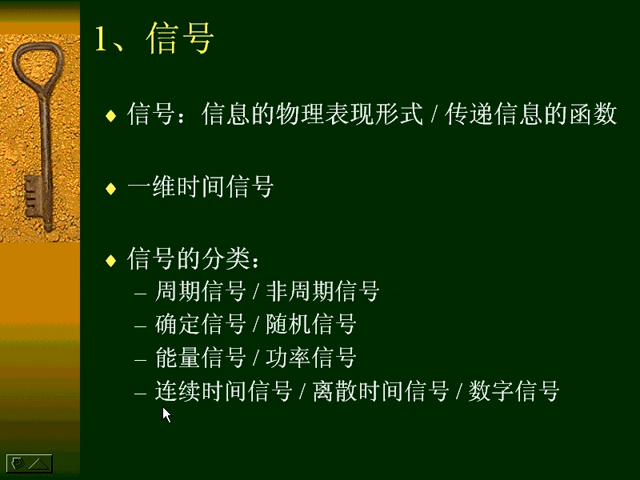 1、信号
信号：信息的物理表现形式 / 传递信息的函数
一维时间信号
信号的分类：
– 周期信号 / 非周期信号
– 确定信号 / 随机信号
– 能量信号 / 功率信号
– 连续时间信号 / 离散时间信号 / 数字信号